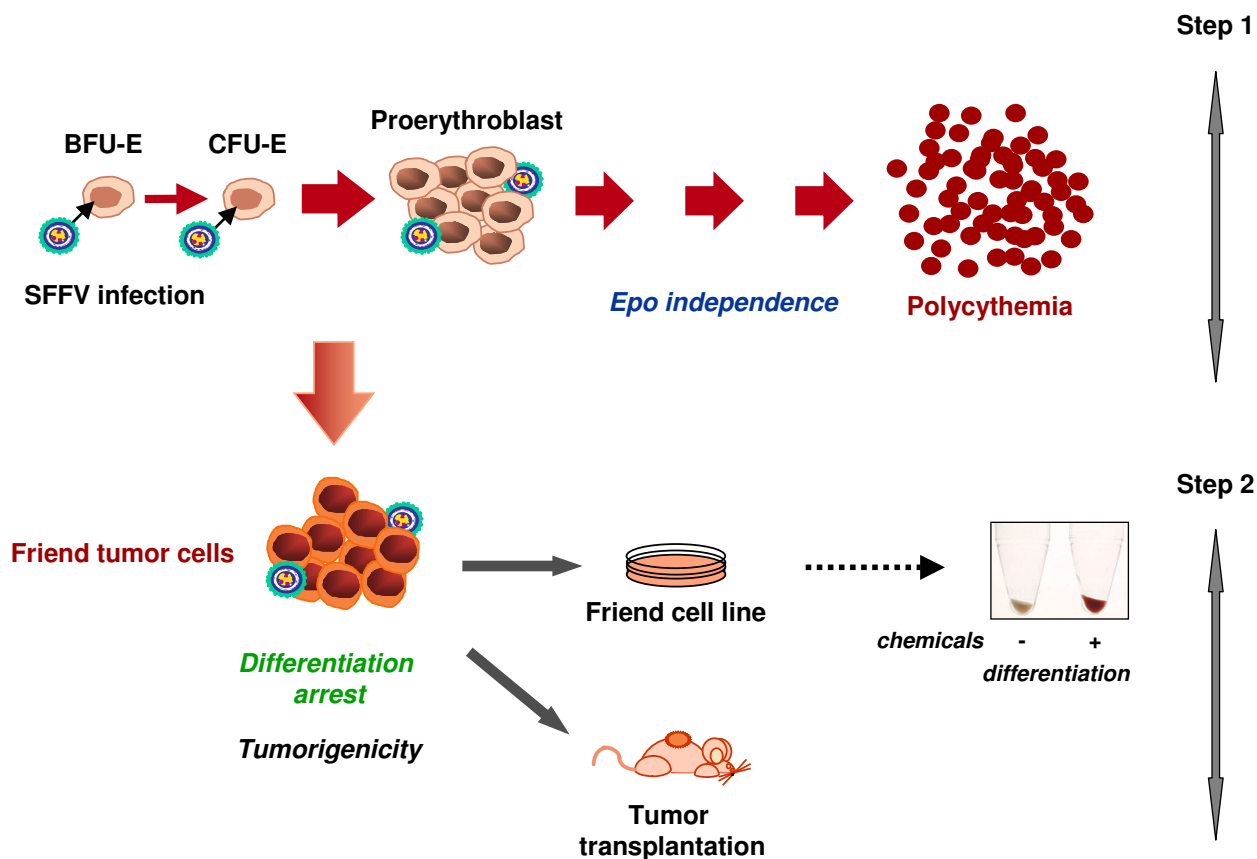 Step 1
BFU-E
CFU-E
Proerythroblast
SFFV infection
Epo independence
Polycythemia
Step 2
Friend tumor cells
Friend cell line
chemicals - +
differentiation
Differentiation
arrest
Tumorigenicity
Tumor
transplantation